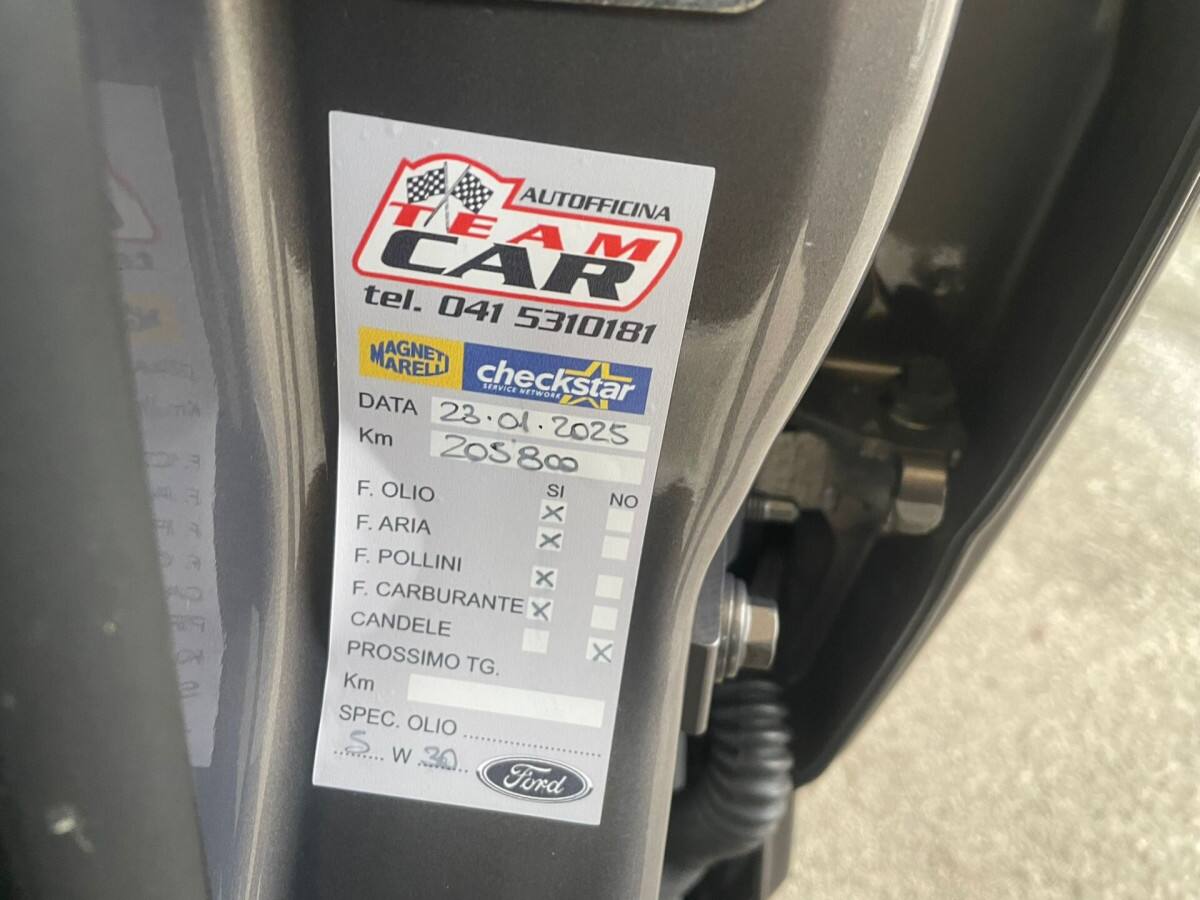 AUTOFFICINA
TEAM
CAR
tel. 041 5310181
MAGNETI
MARELLI
checkstar
SERVICE NETWORK
DATA 23.01.2025
Km 205800
SI NO
F. OLIO X
F. ARIA X
F. POLLINI X
F. CARBURANTE X
CANDELE X
PROSSIMO TG.
Km
SPEC. OLIO ....................
5 W 30
Ford